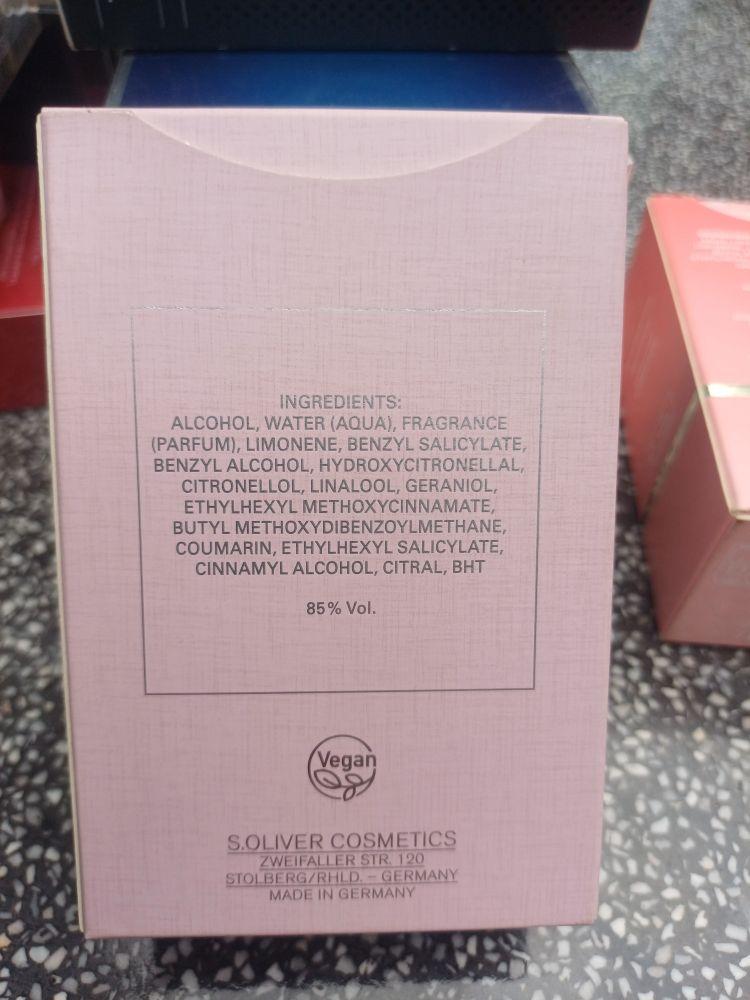 INGREDIENTS:
ALCOHOL, WATER (AQUA), FRAGRANCE
(PARFUM), LIMONENE, BENZYL SALICYLATE,
BENZYL ALCOHOL, HYDROXYCITRONELLAL,
CITRONELLOL, LINALOOL, GERANIOL,
ETHYLHEXYL METHOXYCINNAMATE,
BUTYL METHOXYDIBENZOYLMETHANE,
COUMARIN, ETHYLHEXYL SALICYLATE,
CINNAMYL ALCOHOL, CITRAL, BHT
85% Vol.
Vegan
S.OLIVER COSMETICS
ZWEIFALLER STR. 120
STOLBERG/RHLD. – GERMANY
MADE IN GERMANY